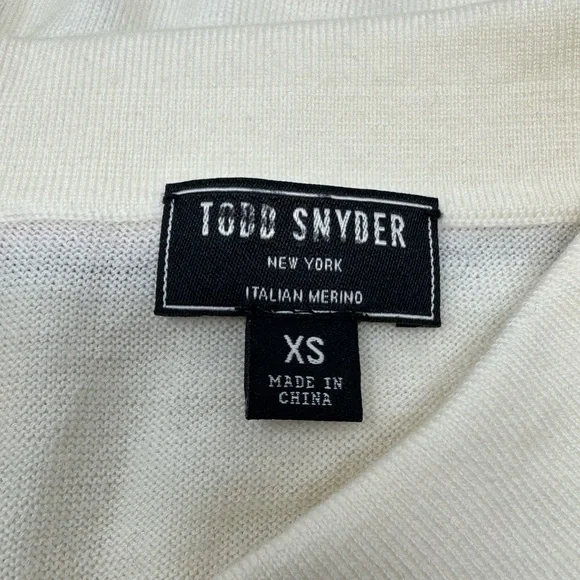 TODD SNYDER
NEW YORK
ITALIAN MERINO
XS
MADE IN
CHINA